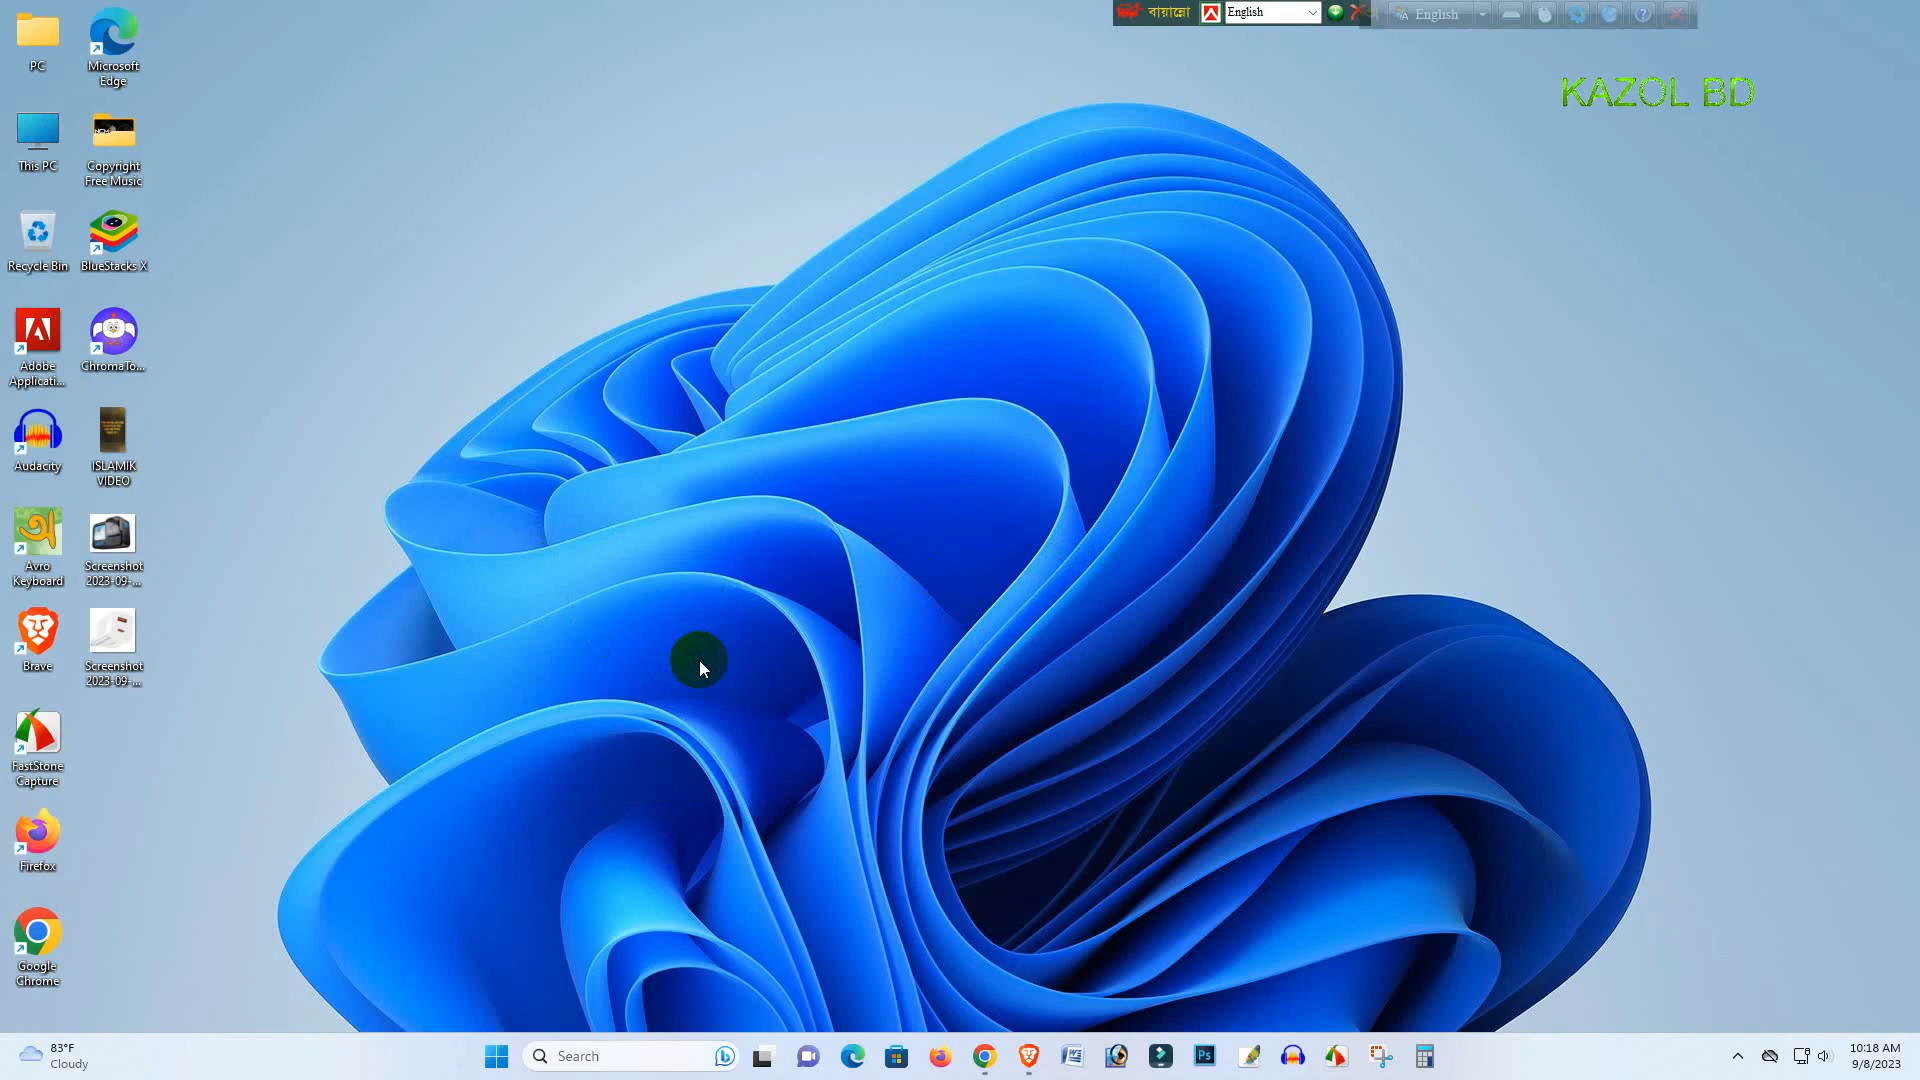 বায়ান্নো
English
English
KAZOL BD
PC
Microsoft
Edge
This PC
Copyright
Free Music
Recycle Bin
BlueStacks X
Adobe
Applicati...
ChromaTo...
Audacity
ISLAMIK
VIDEO
Avro
Keyboard
Screenshot
2023-09-...
Brave
Screenshot
2023-09-...
FastStone
Capture
Firefox
Google
Chrome
83°F
Cloudy
Search
Ps
10:18 AM
9/8/2023